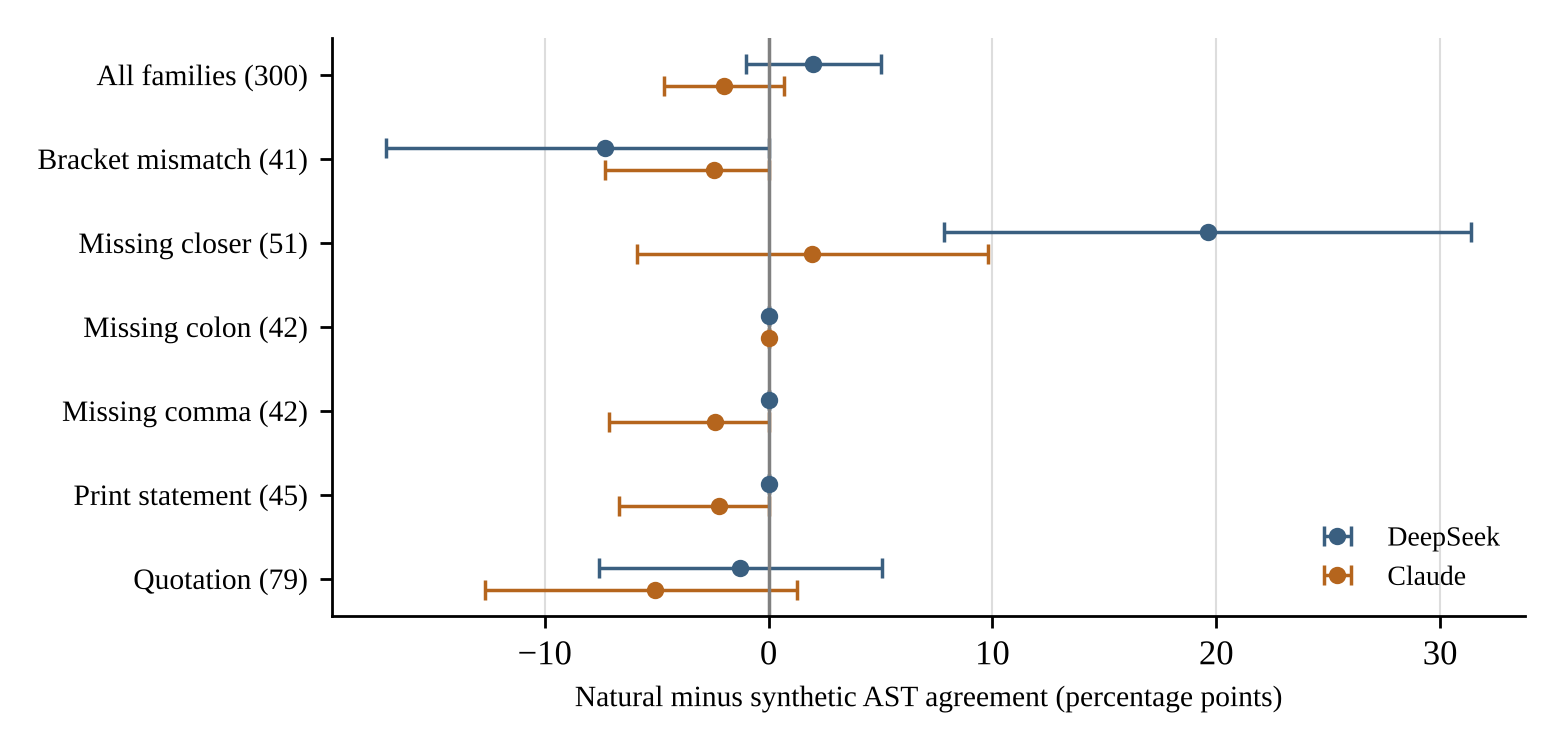 All families (300)
Bracket mismatch (41)
Missing closer (51)
Missing colon (42)
Missing comma (42)
Print statement (45)
Quotation (79)
DeepSeek
Claude
−10 0 10 20 30
Natural minus synthetic AST agreement (percentage points)